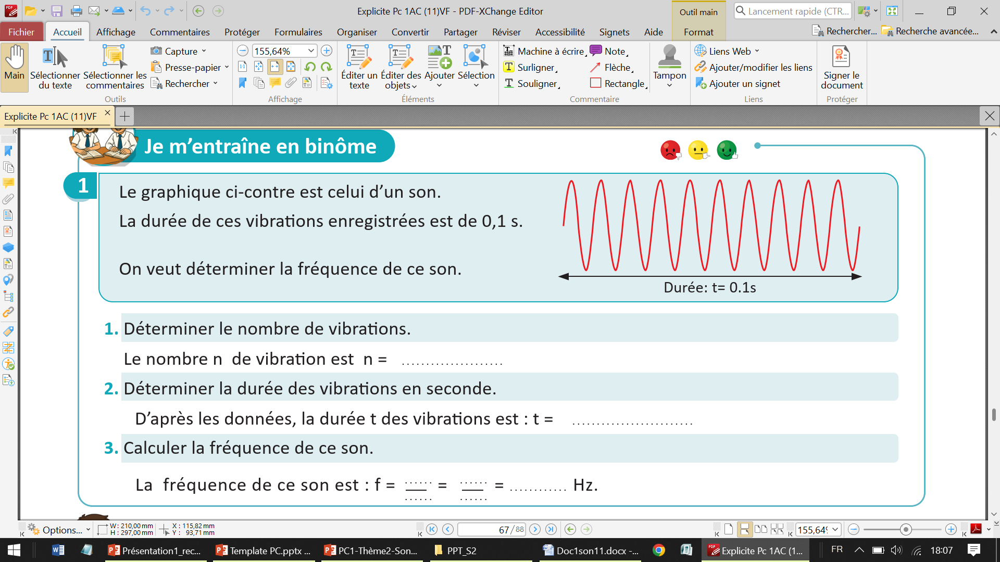 Explicite Pc 1AC (11)VF - PDF-XChange Editor
Outil main
Lancement rapide (CTR...
Fichier
Accueil
Affichage
Commentaires
Protéger
Formulaires
Organiser
Convertir
Partager
Réviser
Accessibilité
Signets
Aide
Format
Rechercher...
Recherche avancée...
Main
Sélectionner du texte
Sélectionner les commentaires
Capture
Presse-papier
Rechercher
Outils
155,64%
Affichage
Éditer un texte
Éditer des objets
Ajouter
Sélection
Éléments
Machine à écrire
Surligner
Souligner
Note
Flèche
Rectangle
Commentaire
Tampon
Liens Web
Ajouter/modifier les liens
Ajouter un signet
Liens
Signer le document
Protéger
Explicite Pc 1AC (11)VF
Je m’entraîne en binôme
1
Le graphique ci-contre est celui d’un son.
La durée de ces vibrations enregistrées est de 0,1 s.
On veut déterminer la fréquence de ce son.
Durée: t= 0.1s
1. Déterminer le nombre de vibrations.
Le nombre n de vibration est n = .....................
2. Déterminer la durée des vibrations en seconde.
D’après les données, la durée t des vibrations est : t = .........................
3. Calculer la fréquence de ce son.
La fréquence de ce son est : f = ...... / ...... = ...... / ...... = ............ Hz.
Options...
W : 210,00 mm
H : 297,00 mm
X : 115,82 mm
Y : 93,71 mm
67 / 88
155,64
Présentation1_rec...
Template PC.pptx ...
PC1-Thème2-Son...
PPT_S2
Doc1son11.docx -...
Explicite Pc 1AC (1...
FR
18:07